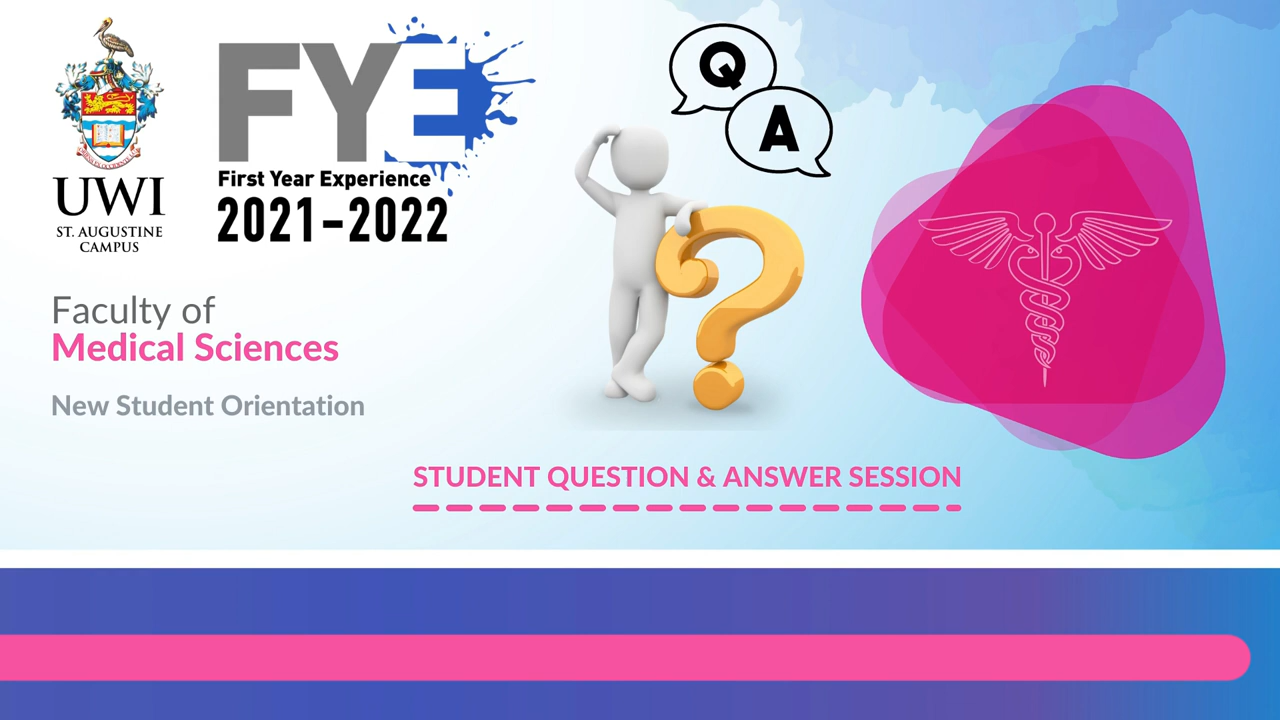 UWI
ST. AUGUSTINE
CAMPUS
FYE
First Year Experience
2021-2022
Q
A
Faculty of
Medical Sciences
New Student Orientation
STUDENT QUESTION & ANSWER SESSION